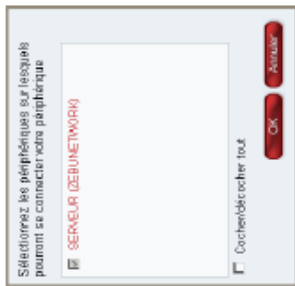 Sélectionnez les périphériques sur lesquels
pourront se connecter votre périphérique
SERVEUR (ZEBUNETWORK)
Cocher/décocher tout
OK
Annuler